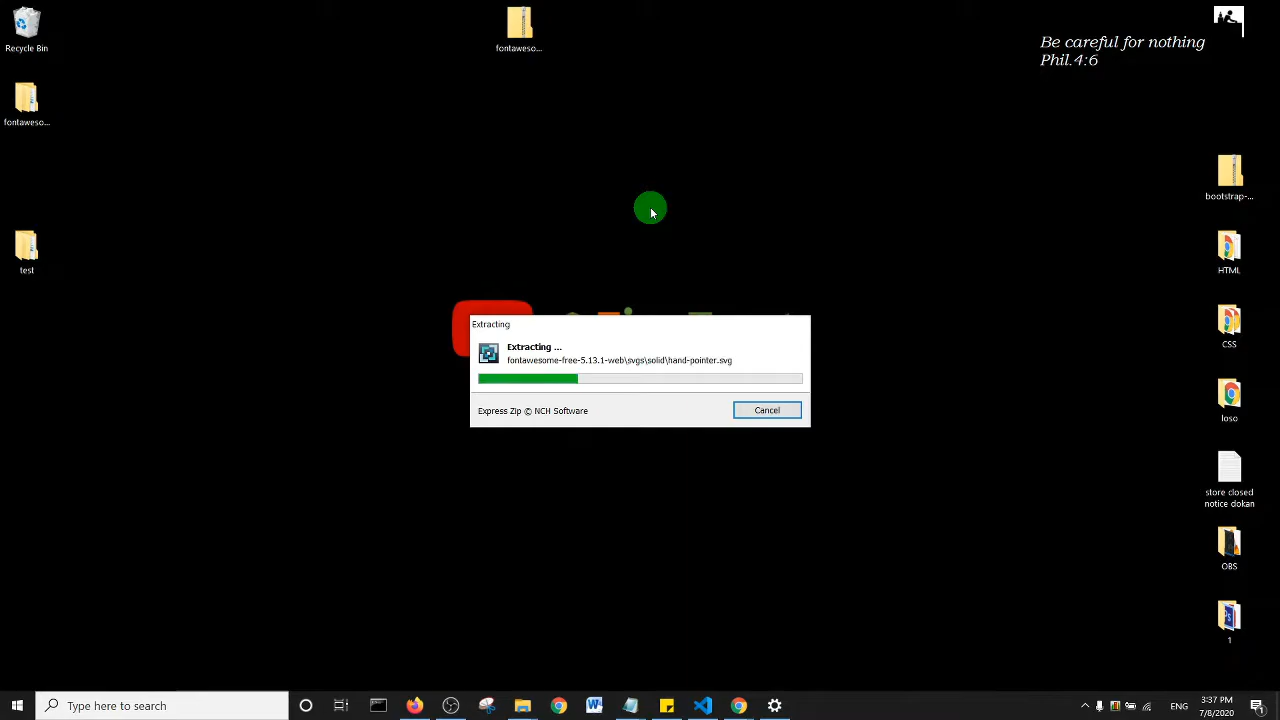 Recycle Bin
fontaweso...
fontaweso...
test
Be careful for nothing
Phil.4:6
bootstrap-...
HTML
CSS
loso
store closed
notice dokan
OBS
1
Extracting
Extracting ...
fontawesome-free-5.13.1-web\svgs\solid\hand-pointer.svg
Express Zip © NCH Software
Cancel
Type here to search
ENG
3:37 PM
7/8/2020